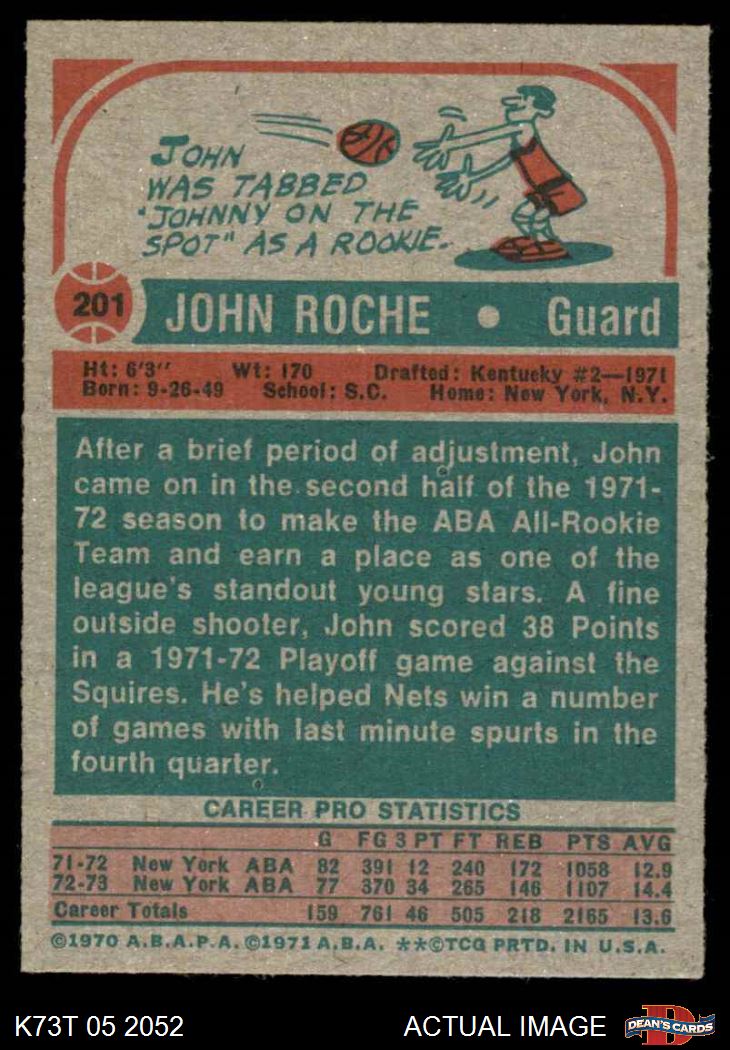 JOHN
WAS TABBED
"JOHNNY ON THE
SPOT" AS A ROOKIE.
201 JOHN ROCHE • Guard
Ht: 6'3" Wt: 170 Drafted: Kentucky #2—1971
Born: 9-26-49 School: S.C. Home: New York, N.Y.
After a brief period of adjustment, John
came on in the second half of the 1971-
72 season to make the ABA All-Rookie
Team and earn a place as one of the
league's standout young stars. A fine
outside shooter, John scored 38 Points
in a 1971-72 Playoff game against the
Squires. He's helped Nets win a number
of games with last minute spurts in the
fourth quarter.
CAREER PRO STATISTICS
G FG 3 PT FT REB PTS AVG
71-72 New York ABA 82 391 12 240 172 1058 12.9
72-73 New York ABA 77 370 34 265 146 1107 14.4
Career Totals 159 761 46 505 218 2165 13.6
©1970 A.B.A.P.A. ©1971 A.B.A. **©TCG PRTD. IN U.S.A.
K73T 05 2052 ACTUAL IMAGE D DEAN'S CARDS